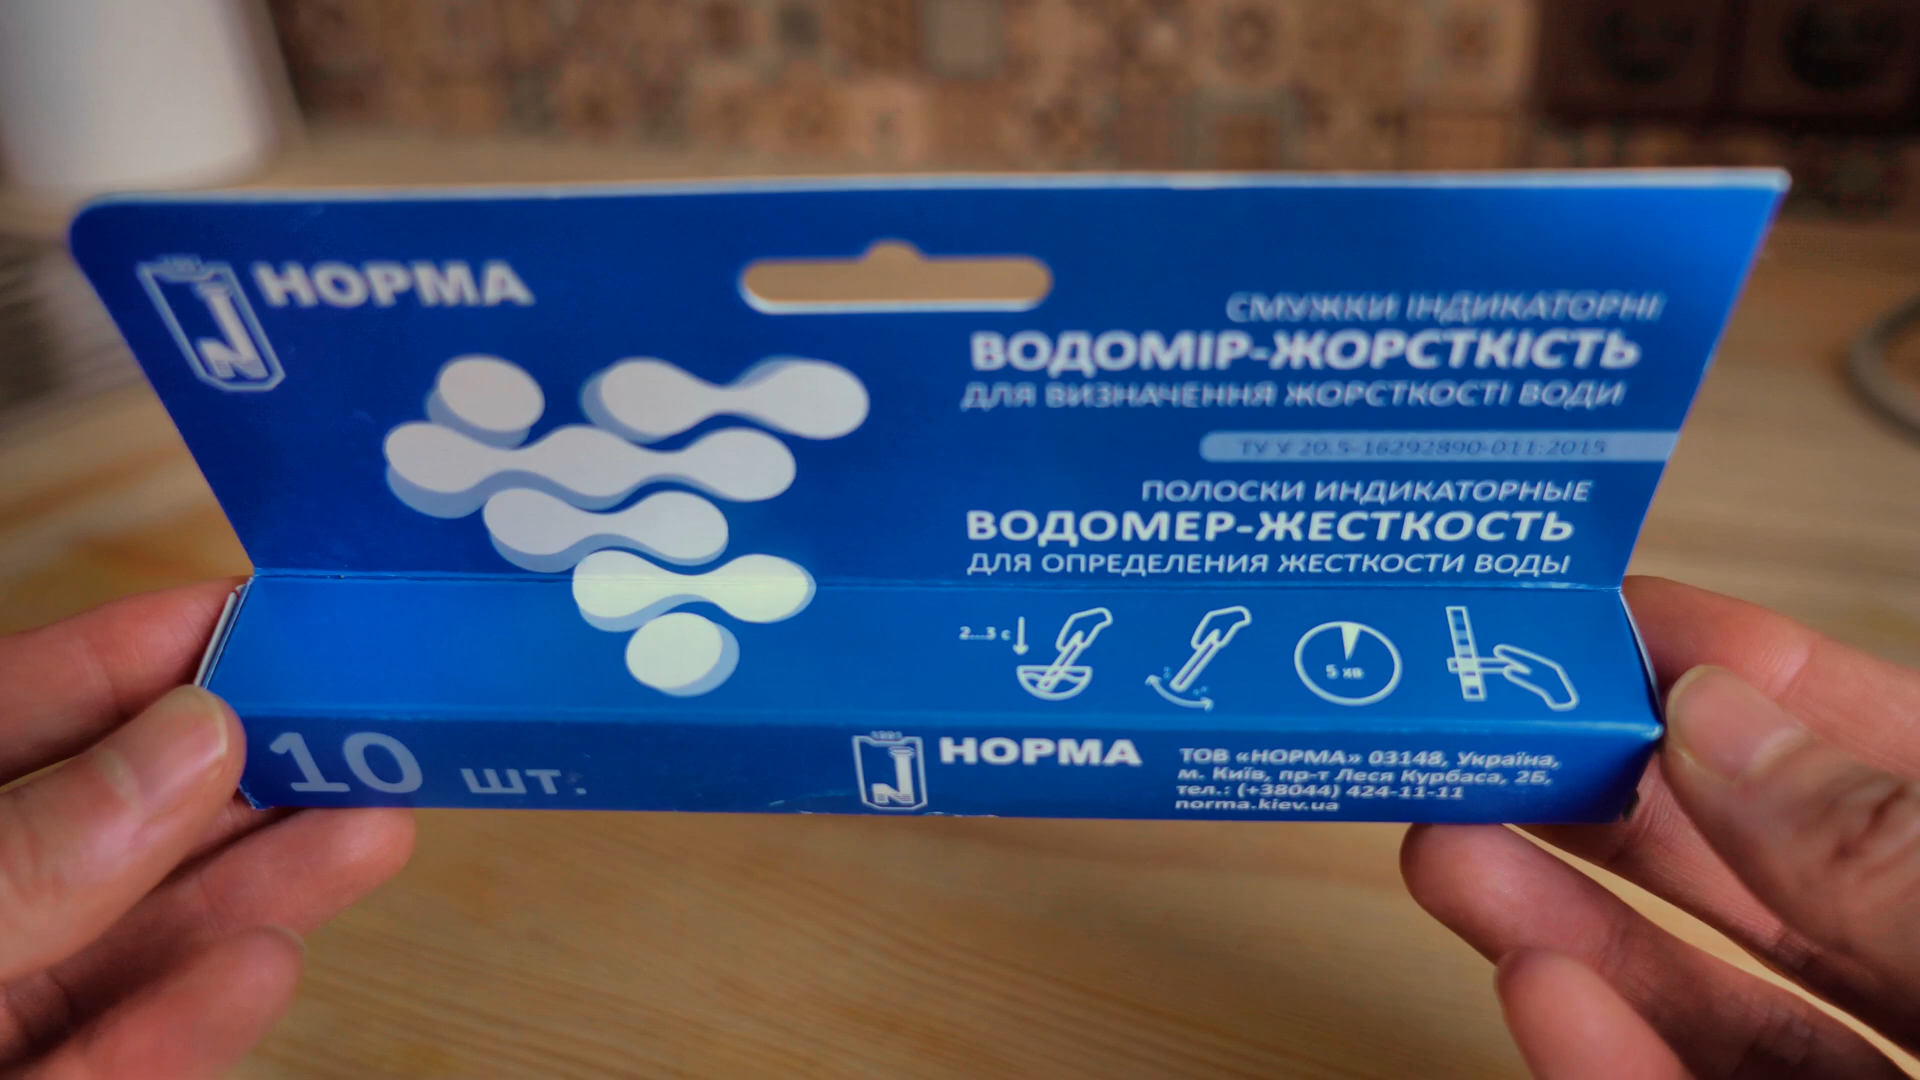 НОРМА
СМУЖКИ ІНДИКАТОРНІ
ВОДОМІР-ЖОРСТКІСТЬ
ДЛЯ ВИЗНАЧЕННЯ ЖОРСТКОСТІ ВОДИ
ТУ У 20.5-16292890-011:2015
ПОЛОСКИ ИНДИКАТОРНЫЕ
ВОДОМЕР-ЖЕСТКОСТЬ
ДЛЯ ОПРЕДЕЛЕНИЯ ЖЕСТКОСТИ ВОДЫ
2...3 с
5 хв
10 шт.
НОРМА
ТОВ «НОРМА» 03148, Україна,
м. Київ, пр-т Леся Курбаса, 2Б,
тел.: (+38044) 424-11-11
norma.kiev.ua